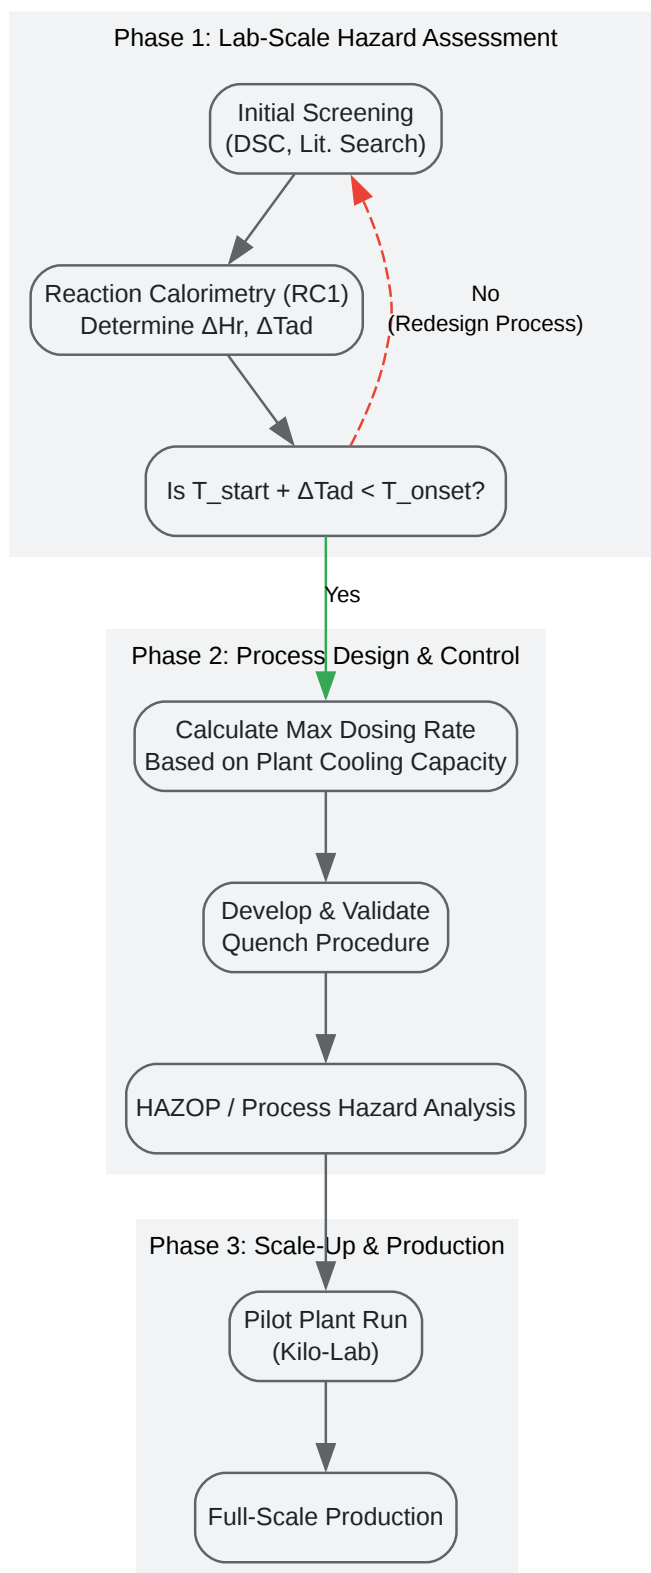 Phase 1: Lab-Scale Hazard Assessment
Initial Screening
(DSC, Lit. Search)
Reaction Calorimetry (RC1)
Determine ΔHr, ΔTad
No
(Redesign Process)
Is T_start + ΔTad < T_onset?
Yes
Phase 2: Process Design & Control
Calculate Max Dosing Rate
Based on Plant Cooling Capacity
Develop & Validate
Quench Procedure
HAZOP / Process Hazard Analysis
Phase 3: Scale-Up & Production
Pilot Plant Run
(Kilo-Lab)
Full-Scale Production